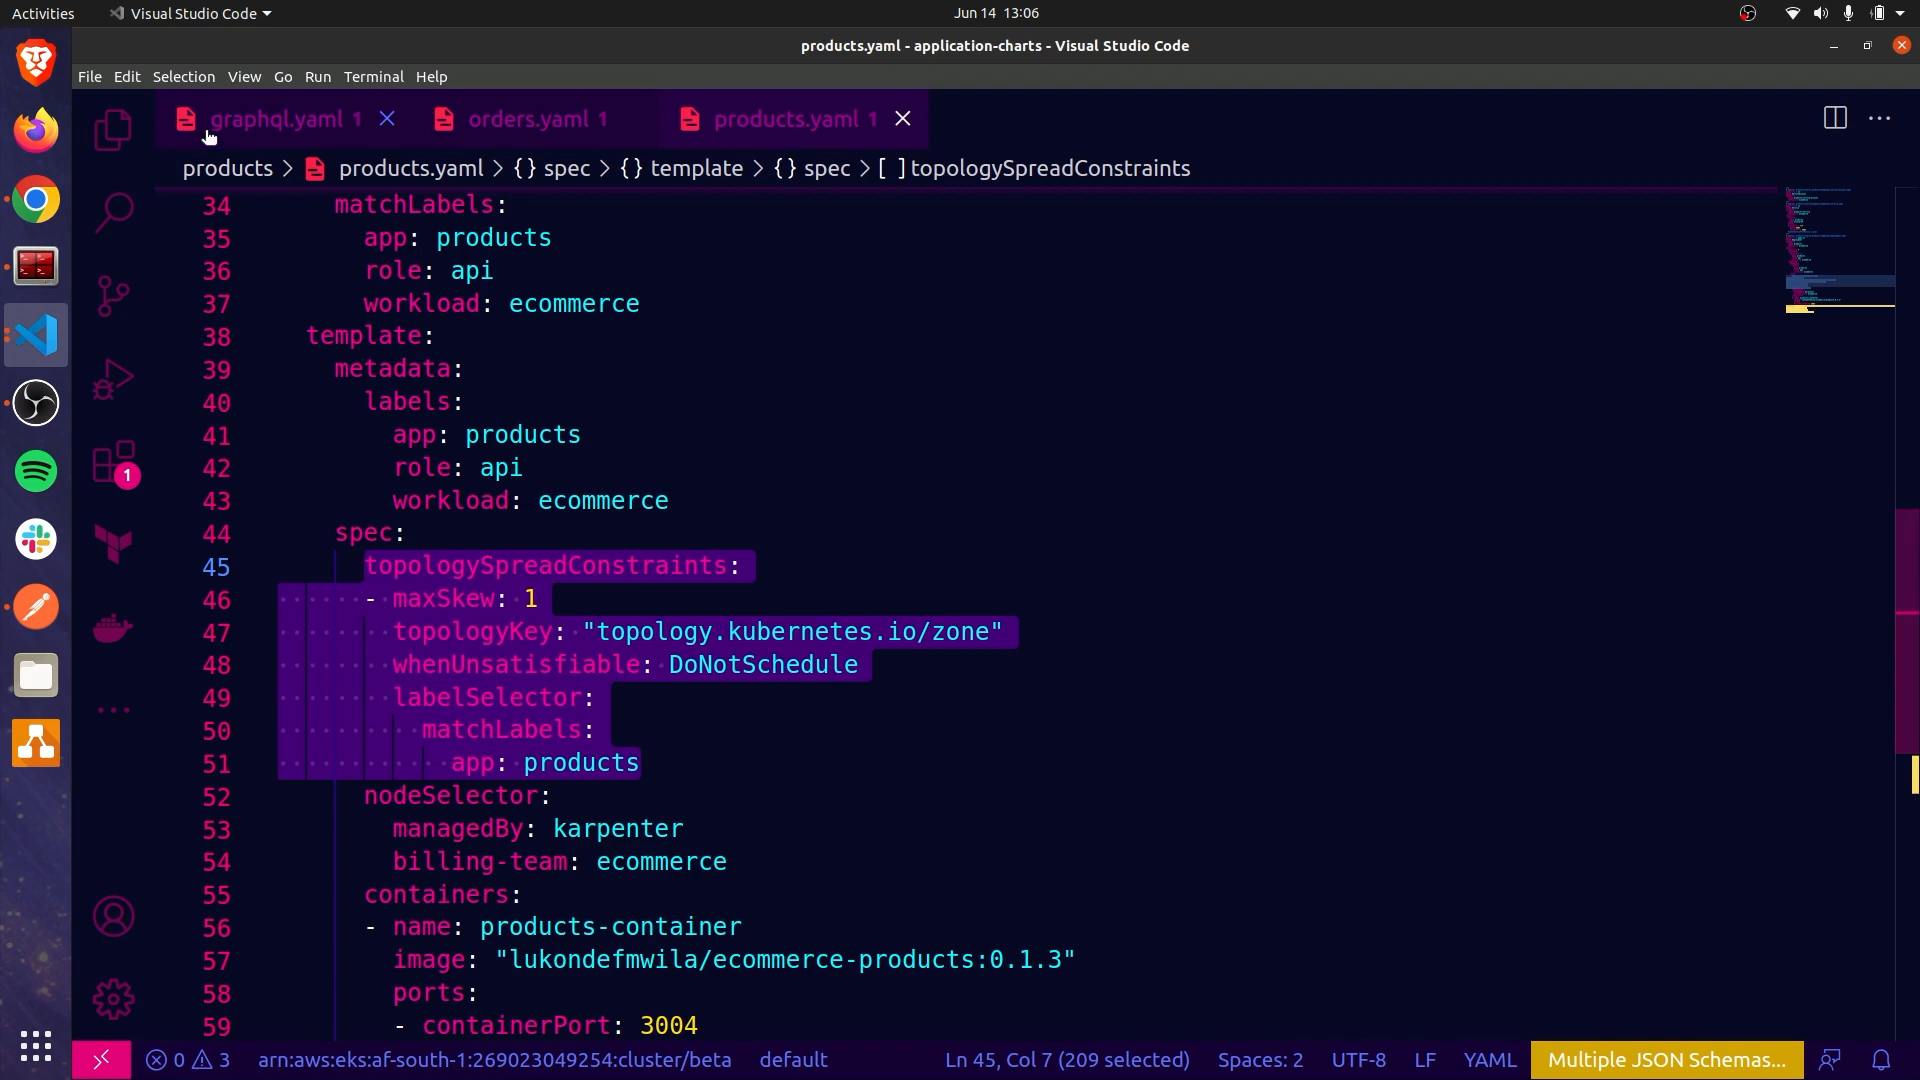 Activities Visual Studio Code Jun 14 13:06
products.yaml - application-charts - Visual Studio Code
File Edit Selection View Go Run Terminal Help
graphql.yaml 1 orders.yaml 1 products.yaml 1
products > products.yaml > {} spec > {} template > {} spec > [ ] topologySpreadConstraints
34 matchLabels:
35 app: products
36 role: api
37 workload: ecommerce
38 template:
39 metadata:
40 labels:
41 app: products
42 role: api
43 workload: ecommerce
44 spec:
45 topologySpreadConstraints:
46 - maxSkew: 1
47 topologyKey: "topology.kubernetes.io/zone"
48 whenUnsatisfiable: DoNotSchedule
49 labelSelector:
50 matchLabels:
51 app: products
52 nodeSelector:
53 managedBy: karpenter
54 billing-team: ecommerce
55 containers:
56 - name: products-container
57 image: "lukondefmwila/ecommerce-products:0.1.3"
58 ports:
59 - containerPort: 3004
1
0 3 arn:aws:eks:af-south-1:269023049254:cluster/beta default Ln 45, Col 7 (209 selected) Spaces: 2 UTF-8 LF YAML Multiple JSON Schemas...